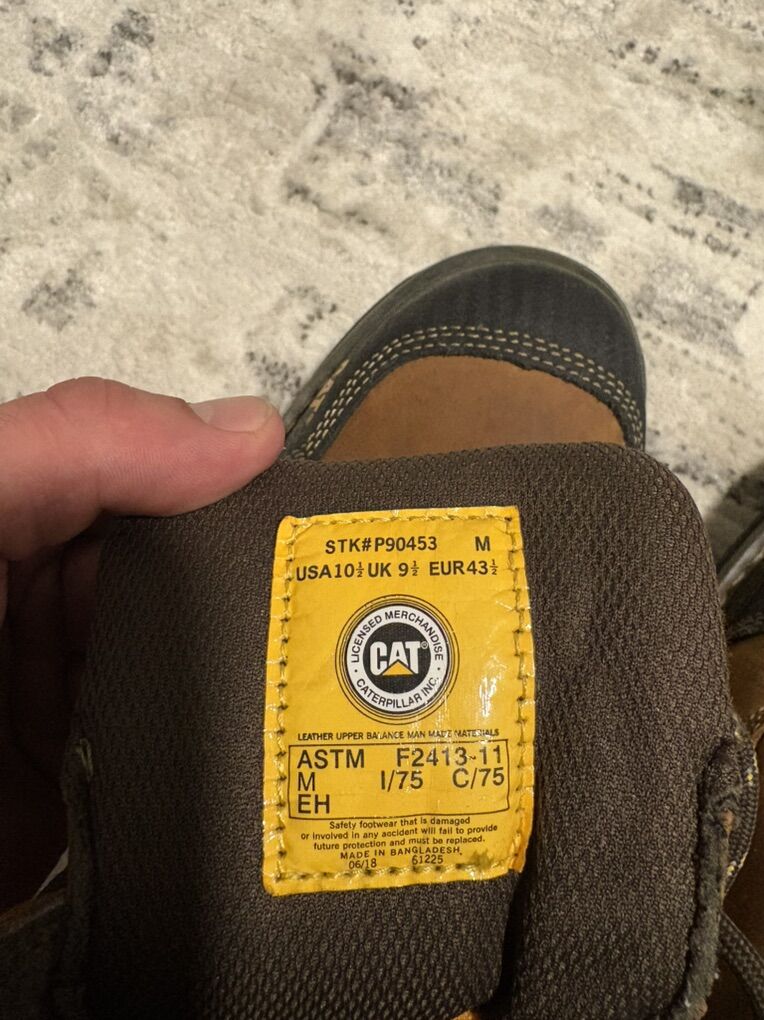 STK#P90453 M
USA10½ UK 9½ EUR43½
LICENSED MERCHANDISE
CAT®
CATERPILLAR INC.
LEATHER UPPER BALANCE MAN MADE MATERIALS
ASTM F2413-11
M I/75 C/75
EH
Safety footwear that is damaged
or involved in any accident will fail to provide
future protection and must be replaced.
MADE IN BANGLADESH
06/18 61225